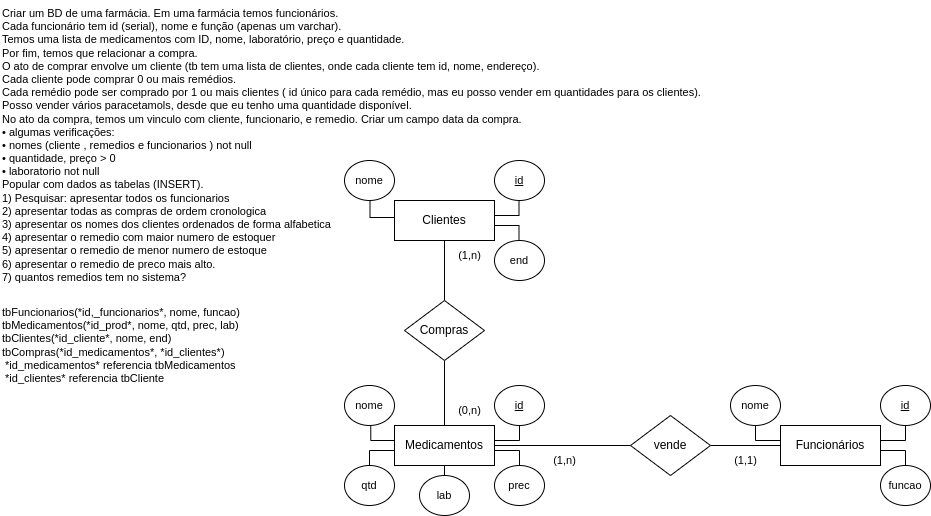 Criar um BD de uma farmácia. Em uma farmácia temos funcionários.
Cada funcionário tem id (serial), nome e função (apenas um varchar).
Temos uma lista de medicamentos com ID, nome, laboratório, preço e quantidade.
Por fim, temos que relacionar a compra.
O ato de comprar envolve um cliente (tb tem uma lista de clientes, onde cada cliente tem id, nome, endereço).
Cada cliente pode comprar 0 ou mais remédios.
Cada remédio pode ser comprado por 1 ou mais clientes ( id único para cada remédio, mas eu posso vender em quantidades para os clientes).
Posso vender vários paracetamols, desde que eu tenho uma quantidade disponível.
No ato da compra, temos um vinculo com cliente, funcionario, e remedio. Criar um campo data da compra.
• algumas verificações:
• nomes (cliente , remedios e funcionarios ) not null
• quantidade, preço > 0
• laboratorio not null
Popular com dados as tabelas (INSERT).
1) Pesquisar: apresentar todos os funcionarios
2) apresentar todas as compras de ordem cronologica
3) apresentar os nomes dos clientes ordenados de forma alfabetica
4) apresentar o remedio com maior numero de estoquer
5) apresentar o remedio de menor numero de estoque
6) apresentar o remedio de preco mais alto.
7) quantos remedios tem no sistema?
tbFuncionarios(*id,_funcionarios*, nome, funcao)
tbMedicamentos(*id_prod*, nome, qtd, prec, lab)
tbClientes(*id_cliente*, nome, end)
tbCompras(*id_medicamentos*, *id_clientes*)
*id_medicamentos* referencia tbMedicamentos
*id_clientes* referencia tbCliente
nome
id
Clientes
(1,n)
end
Compras
(0,n)
nome
id
Medicamentos
qtd
lab
prec
(1,n)
vende
(1,1)
nome
id
Funcionários
funcao